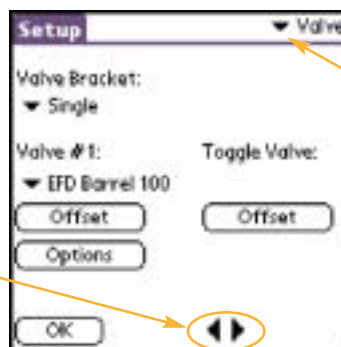 Setup ▼ Valve
Valve Bracket:
▼ Single
Valve #1: Toggle Valve:
▼ EFD Barrel 100
Offset Offset
Options
OK